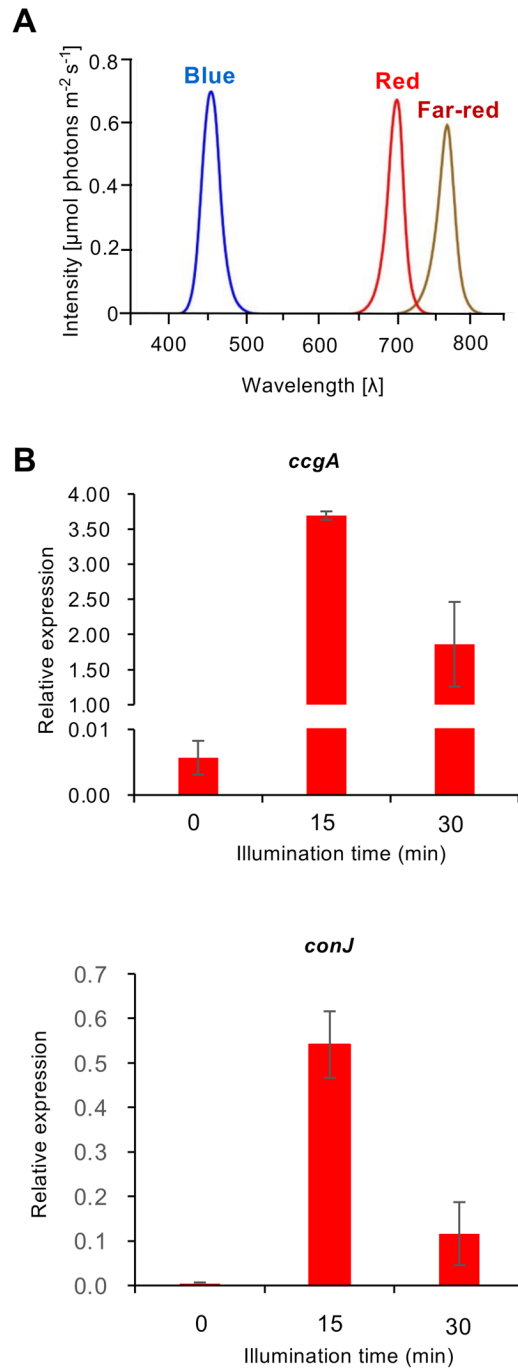 A
Blue
Red
Far-red
Intensity [µmol photons m-2 s-1]
0.8
0.6
0.4
0.2
0
400 500 600 700 800
Wavelength [λ]
B
ccgA
Relative expression
4.00
3.50
3.00
2.50
2.00
1.50
1.00
0.01
0.00
0 15 30
Illumination time (min)
conJ
Relative expression
0.7
0.6
0.5
0.4
0.3
0.2
0.1
0.0
0 15 30
Illumination time (min)